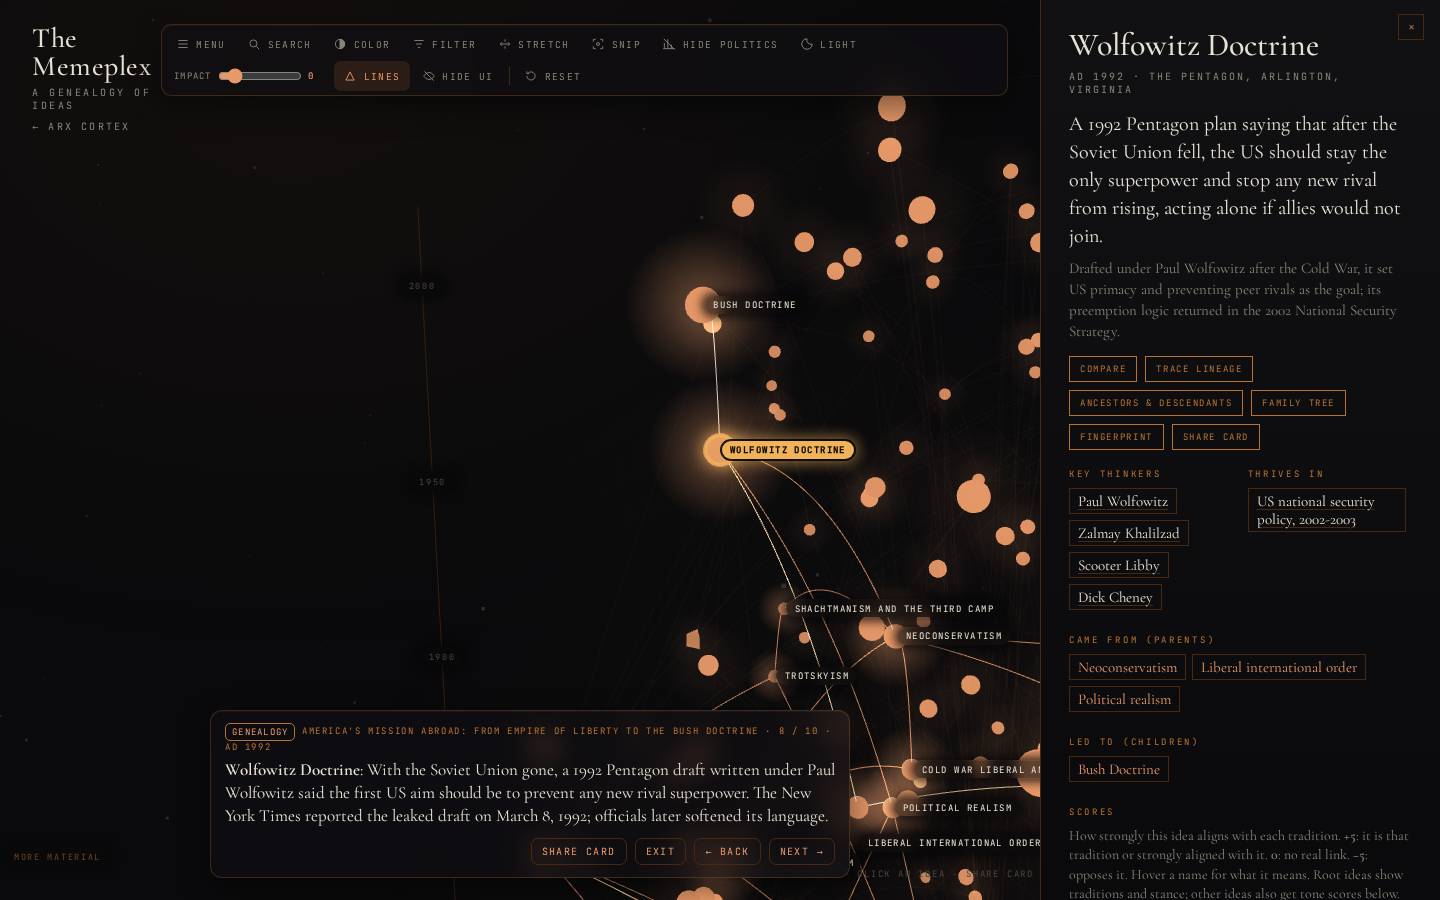 The
Memeplex
A GENEALOGY OF
IDEAS
← ARX CORTEX
MENU
SEARCH
COLOR
FILTER
STRETCH
SNIP
HIDE POLITICS
LIGHT
IMPACT
0
LINES
HIDE UI
RESET
2000
1950
1900
BUSH DOCTRINE
WOLFOWITZ DOCTRINE
SHACHTMANISM AND THE THIRD CAMP
NEOCONSERVATISM
TROTSKYISM
COLD WAR LIBERAL AN
POLITICAL REALISM
LIBERAL INTERNATIONAL ORDER
GENEALOGY AMERICA'S MISSION ABROAD: FROM EMPIRE OF LIBERTY TO THE BUSH DOCTRINE · 8 / 10 ·
AD 1992
Wolfowitz Doctrine: With the Soviet Union gone, a 1992 Pentagon draft written under Paul
Wolfowitz said the first US aim should be to prevent any new rival superpower. The New
York Times reported the leaked draft on March 8, 1992; officials later softened its language.
SHARE CARD
EXIT
← BACK
NEXT →
MORE MATERIAL
CLICK AN IDEA · SHARE CARD
×
Wolfowitz Doctrine
AD 1992 · THE PENTAGON, ARLINGTON,
VIRGINIA
A 1992 Pentagon plan saying that after the
Soviet Union fell, the US should stay the
only superpower and stop any new rival
from rising, acting alone if allies would not
join.
Drafted under Paul Wolfowitz after the Cold War, it set
US primacy and preventing peer rivals as the goal; its
preemption logic returned in the 2002 National Security
Strategy.
COMPARE
TRACE LINEAGE
ANCESTORS & DESCENDANTS
FAMILY TREE
FINGERPRINT
SHARE CARD
KEY THINKERS
Paul Wolfowitz
Zalmay Khalilzad
Scooter Libby
Dick Cheney
THRIVES IN
US national security
policy, 2002-2003
CAME FROM (PARENTS)
Neoconservatism
Liberal international order
Political realism
LED TO (CHILDREN)
Bush Doctrine
SCORES
How strongly this idea aligns with each tradition. +5: it is that
tradition or strongly aligned with it. 0: no real link. −5:
opposes it. Hover a name for what it means. Root ideas show
traditions and stance; other ideas also get tone scores below.